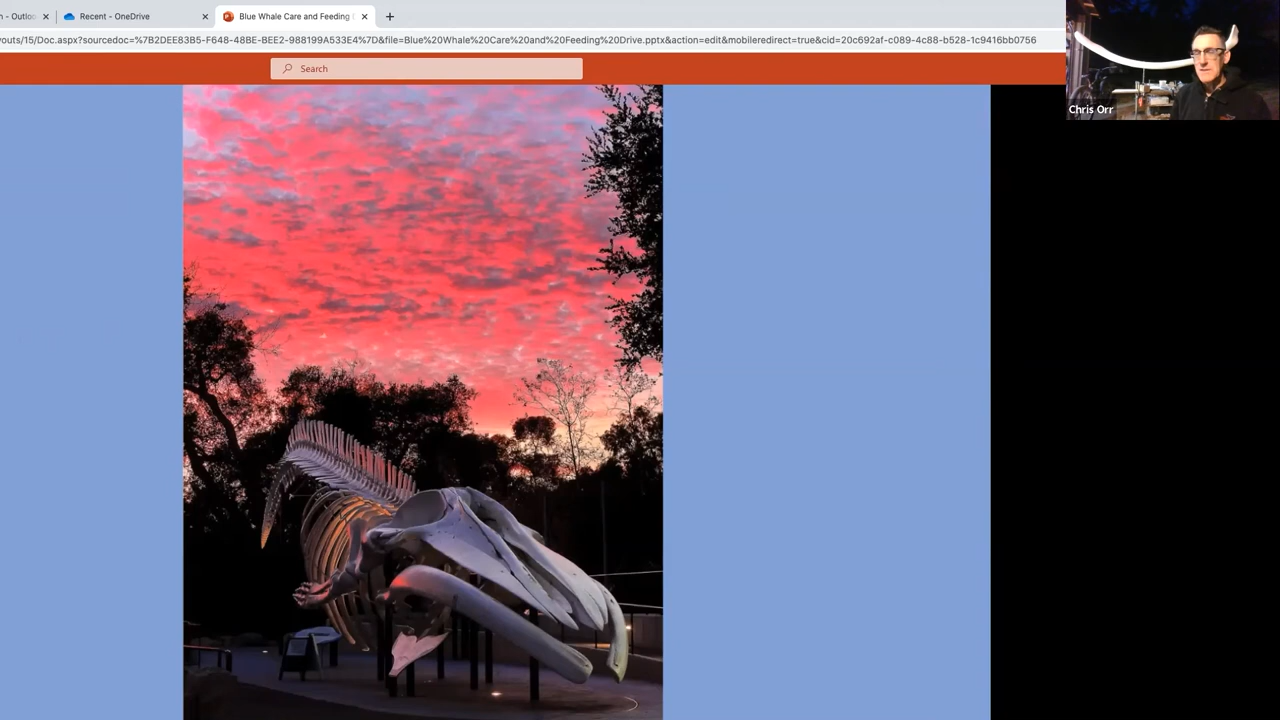 n - Outloo
Recent - OneDrive
Blue Whale Care and Feeding
youts/15/Doc.aspx?sourcedoc=%7B2DEE83B5-F648-48BE-BEE2-988199A533E4%7D&file=Blue%20Whale%20Care%20and%20Feeding%20Drive.pptx&action=edit&mobileredirect=true&cid=20c692af-c089-4c88-b528-1c9416bb0756
Search
Chris Orr